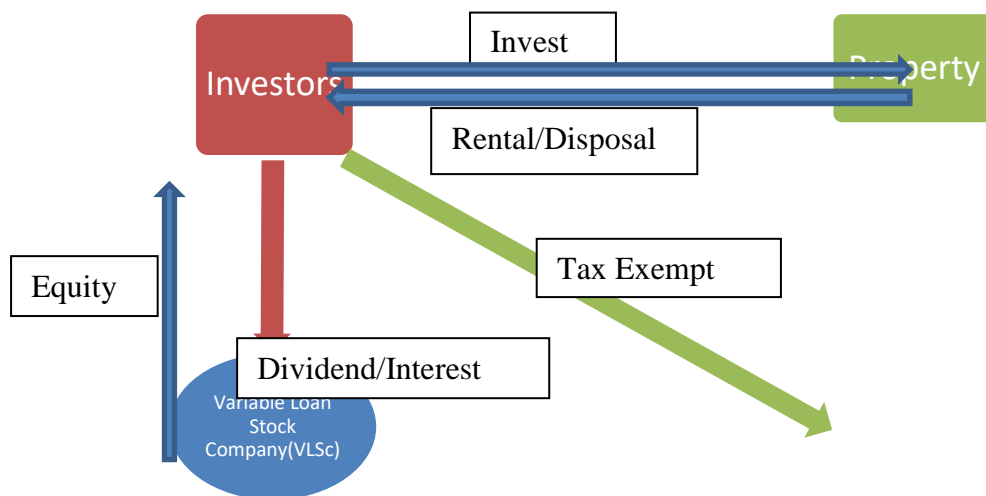 Invest
Investors
Property
Rental/Disposal
Tax Exempt
Equity
Dividend/Interest
Variable Loan
Stock
Company(VLSc)